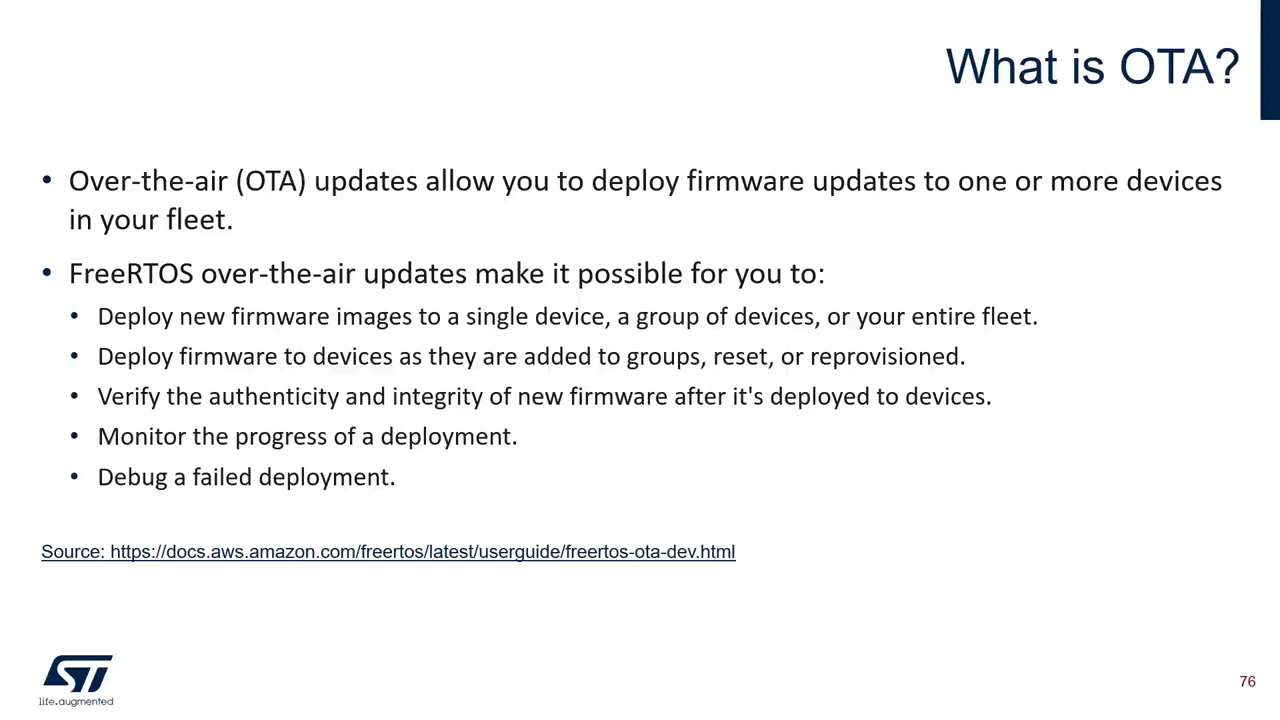 What is OTA?
• Over-the-air (OTA) updates allow you to deploy firmware updates to one or more devices
in your fleet.
• FreeRTOS over-the-air updates make it possible for you to:
• Deploy new firmware images to a single device, a group of devices, or your entire fleet.
• Deploy firmware to devices as they are added to groups, reset, or reprovisioned.
• Verify the authenticity and integrity of new firmware after it's deployed to devices.
• Monitor the progress of a deployment.
• Debug a failed deployment.
Source: https://docs.aws.amazon.com/freertos/latest/userguide/freertos-ota-dev.html
ST
life.augmented
76